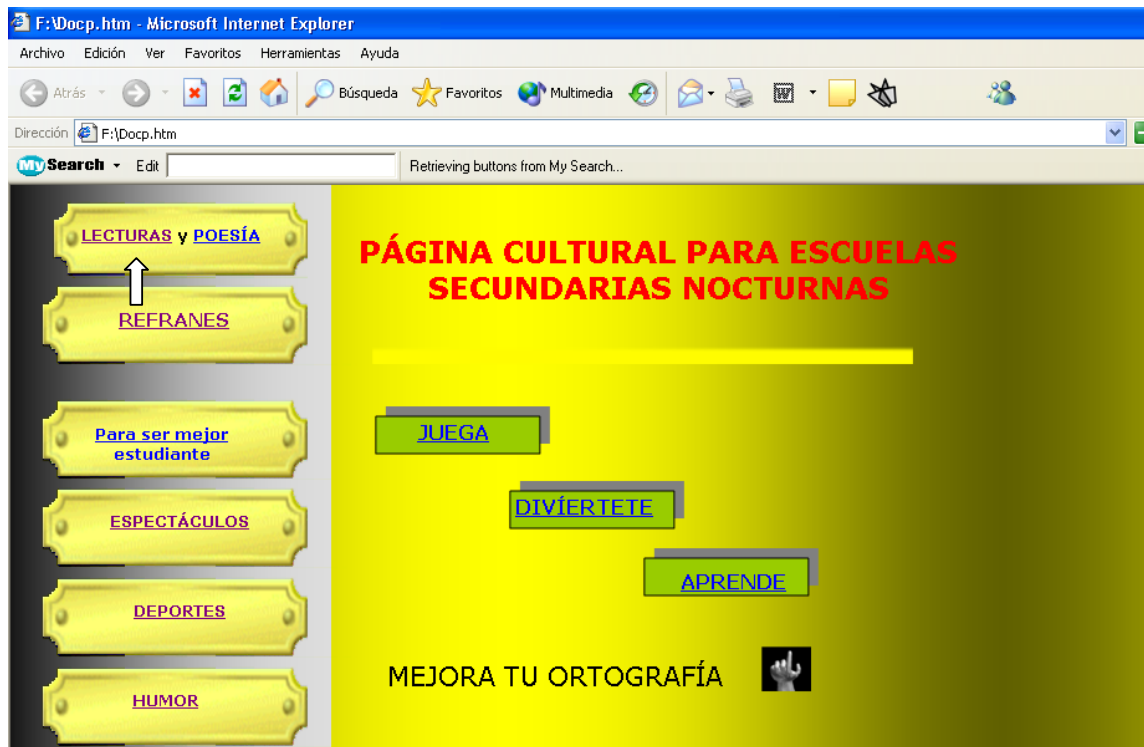 F:\Docp.htm - Microsoft Internet Explorer
Archivo Edición Ver Favoritos Herramientas Ayuda
Atrás Búsqueda Favoritos Multimedia
Dirección F:\Docp.htm
My Search Edit Retrieving buttons from My Search...
LECTURAS y POESÍA
REFRANES
Para ser mejor
estudiante
ESPECTÁCULOS
DEPORTES
HUMOR
PÁGINA CULTURAL PARA ESCUELAS
SECUNDARIAS NOCTURNAS
JUEGA
DIVÍERTETE
APRENDE
MEJORA TU ORTOGRAFÍA